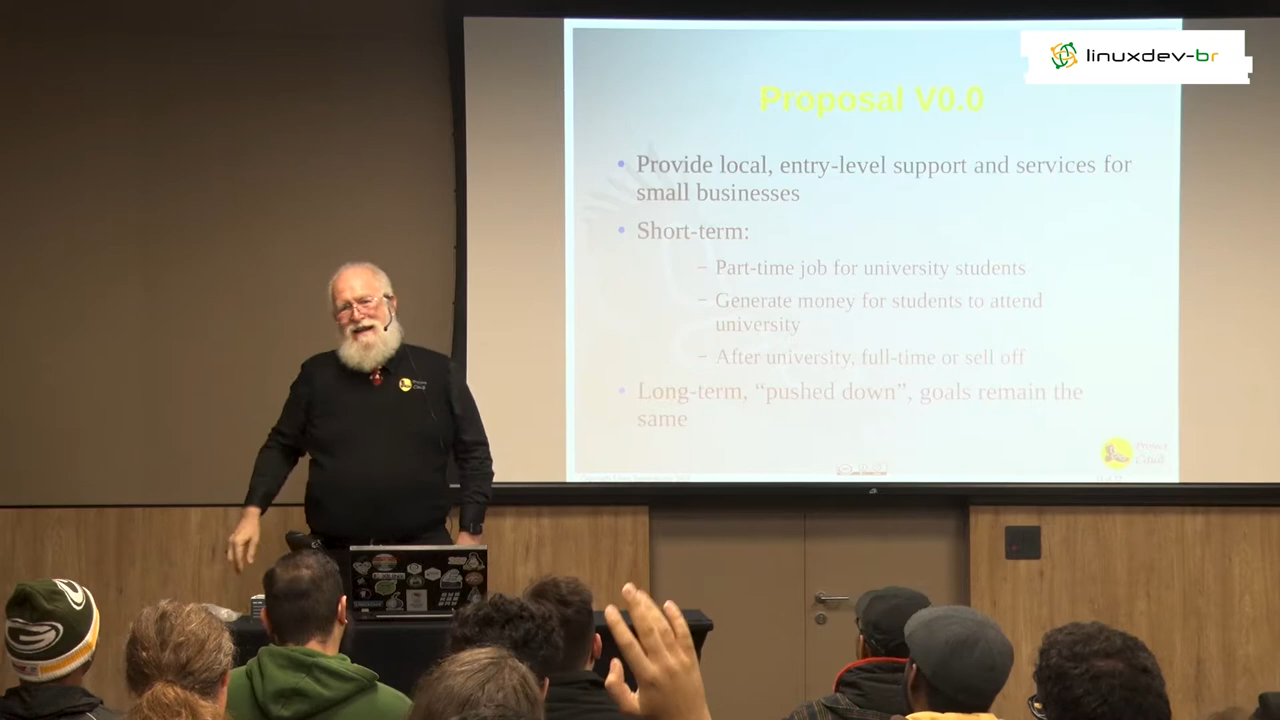 linuxdev-br
Proposal V0.0
• Provide local, entry-level support and services for
small businesses
• Short-term:
– Part-time job for university students
– Generate money for students to attend
university
– After university, full-time or sell off
• Long-term, “pushed down”, goals remain the
same
Project
Cauã